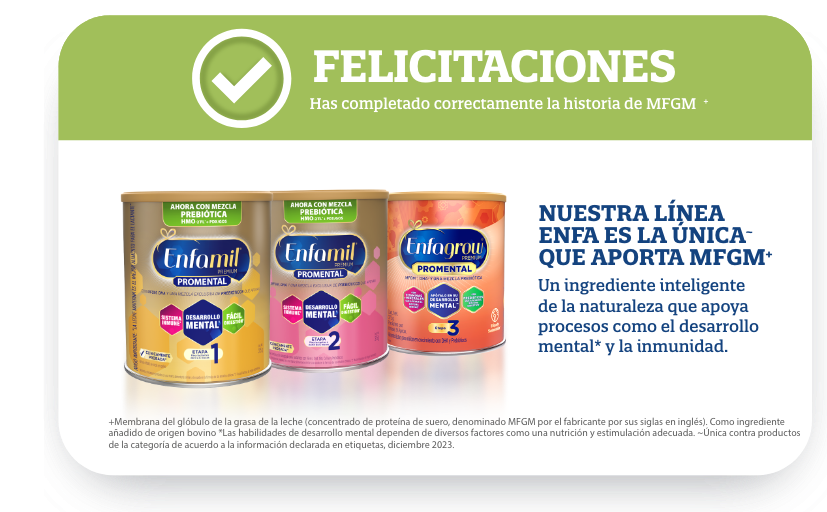 FELICITACIONES
Has completado correctamente la historia de MFGM +
AHORA CON MEZCLA
PREBIÓTICA
Enfamil
PREMIUM
PROMENTAL
SISTEMA
INMUNE
DESARROLLO
MENTAL
FÁCIL
DIGESTIÓN
ETAPA
1
AHORA CON MEZCLA
PREBIÓTICA
Enfamil
PREMIUM
PROMENTAL
SISTEMA
INMUNE
DESARROLLO
MENTAL
FÁCIL
DIGESTIÓN
ETAPA
2
Enfagrow
PREMIUM
PROMENTAL
DESARROLLO
MENTAL
ETAPA
3
NUESTRA LÍNEA
ENFA ES LA ÚNICA~
QUE APORTA MFGM+
Un ingrediente inteligente
de la naturaleza que apoya
procesos como el desarrollo
mental* y la inmunidad.
+Membrana del glóbulo de la grasa de la leche (concentrado de proteína de suero, denominado MFGM por el fabricante por sus siglas en inglés). Como ingrediente
añadido de origen bovino *Las habilidades de desarrollo mental dependen de diversos factores como una nutrición y estimulación adecuada. ~Única contra productos
de la categoría de acuerdo a la información declarada en etiquetas, diciembre 2023.